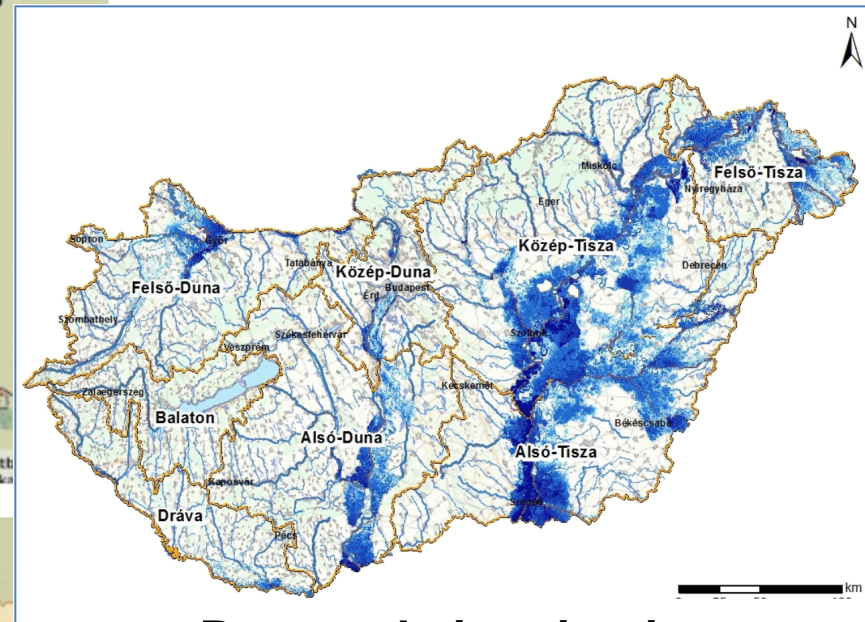 N
Miskolc
Felső-Tisza
Nyíregyháza
Eger
Sopron
Győr
Közép-Tisza
Tatabánya
Közép-Duna
Debrecen
Felső-Duna
Érd
Budapest
Szombathely
Székesfehérvár
Szolnok
Veszprém
Kecskemét
Zalaegerszeg
Balaton
Békéscsaba
Alsó-Duna
Alsó-Tisza
Kaposvár
Szeged
Dráva
Pécs
km